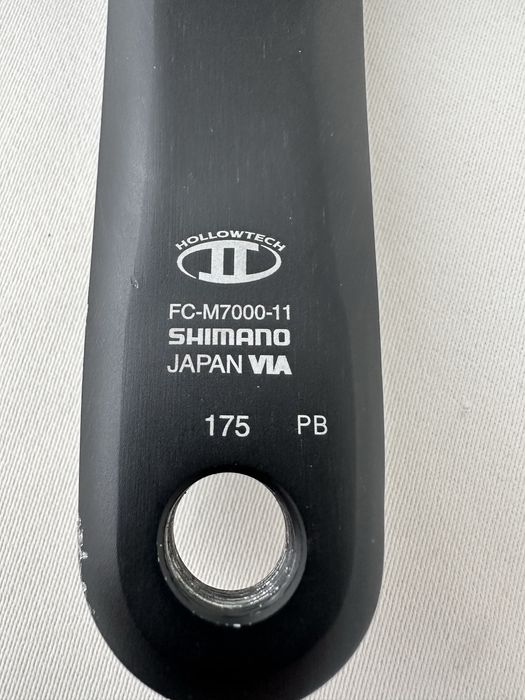 HOLLOWTECH
II
FC-M7000-11
SHIMANO
JAPAN VIA
175 PB